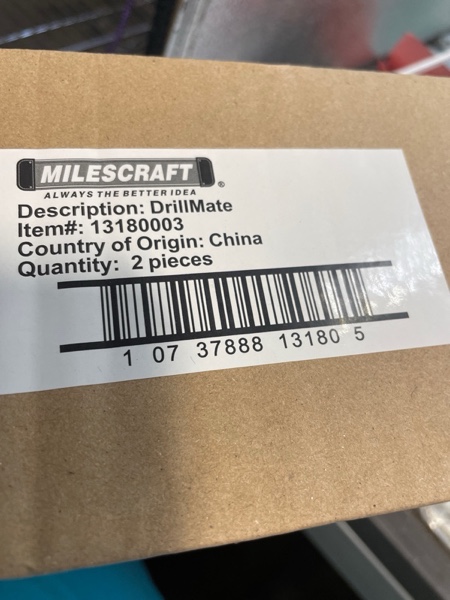 MILESCRAFT®
ALWAYS THE BETTER IDEA
Description: DrillMate
Item#: 13180003
Country of Origin: China
Quantity: 2 pieces
1 07 37888 13180 5